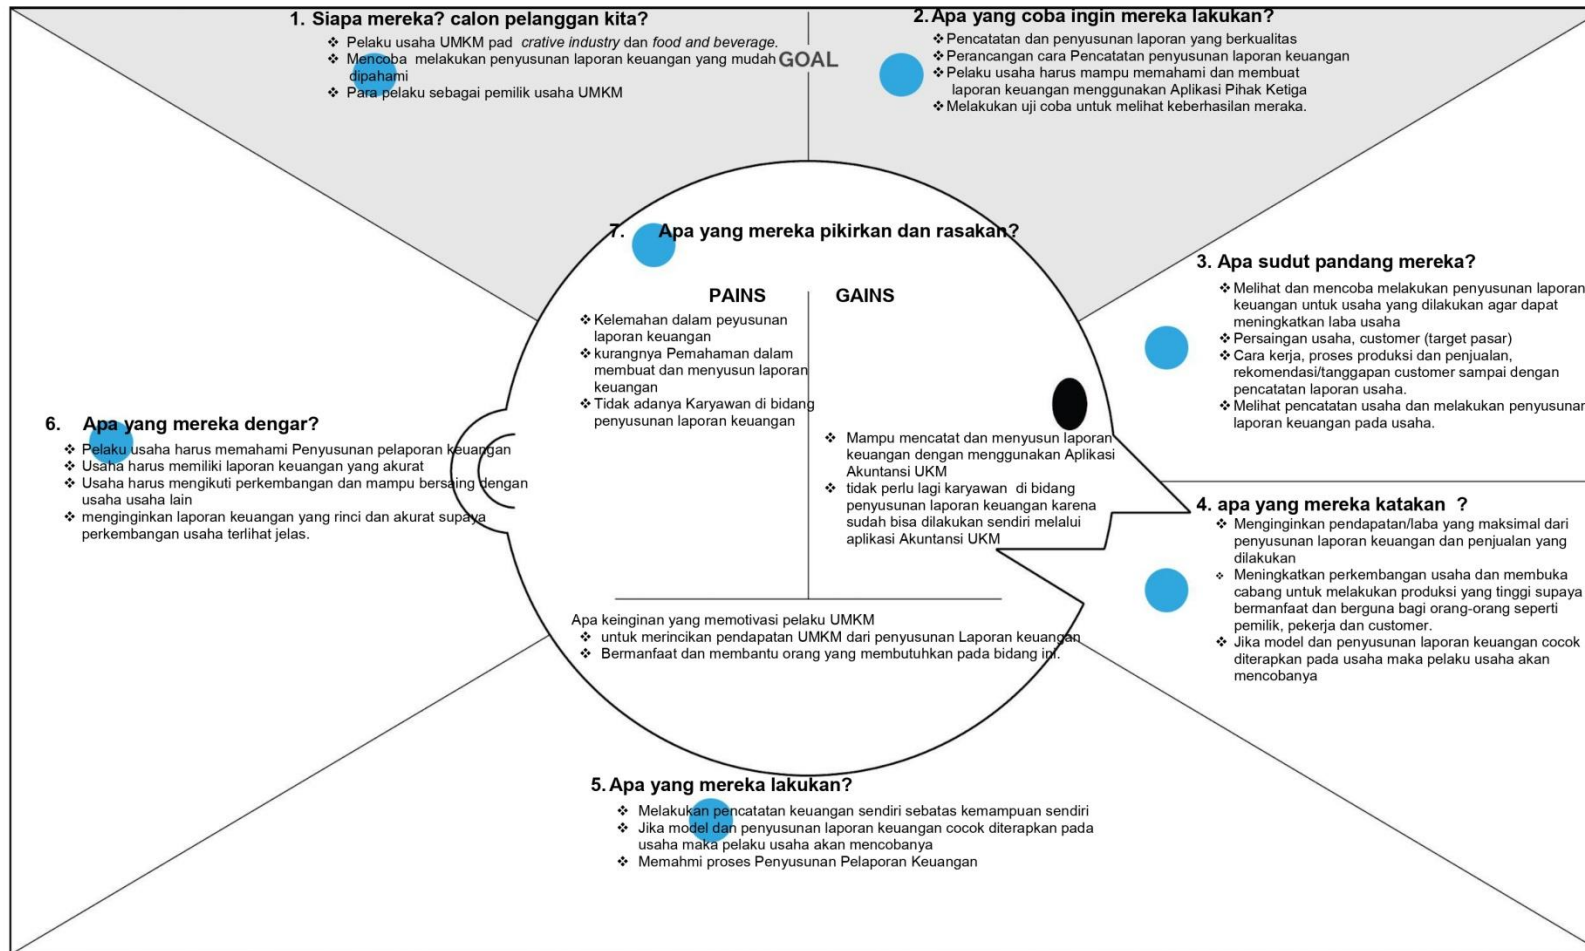 1. Siapa mereka? calon pelanggan kita?
❖ Pelaku usaha UMKM pad crative industry dan food and beverage.
❖ Mencoba melakukan penyusunan laporan keuangan yang mudah
dipahami
❖ Para pelaku sebagai pemilik usaha UMKM
GOAL
2. Apa yang coba ingin mereka lakukan?
❖ Pencatatan dan penyusunan laporan yang berkualitas
❖ Perancangan cara Pencatatan penyusunan laporan keuangan
❖ Pelaku usaha harus mampu memahami dan membuat
laporan keuangan menggunakan Aplikasi Pihak Ketiga
❖ Melakukan uji coba untuk melihat keberhasilan meraka.
3. Apa sudut pandang mereka?
❖ Melihat dan mencoba melakukan penyusunan laporan
keuangan untuk usaha yang dilakukan agar dapat
meningkatkan laba usaha
❖ Persaingan usaha, customer (target pasar)
❖ Cara kerja, proses produksi dan penjualan,
rekomendasi/tanggapan customer sampai dengan
pencatatan laporan usaha.
❖ Melihat pencatatan usaha dan melakukan penyusunan
laporan keuangan pada usaha.
4. apa yang mereka katakan ?
❖ Menginginkan pendapatan/laba yang maksimal dari
penyusunan laporan keuangan dan penjualan yang
dilakukan
❖ Meningkatkan perkembangan usaha dan membuka
cabang untuk melakukan produksi yang tinggi supaya
bermanfaat dan berguna bagi orang-orang seperti
pemilik, pekerja dan customer.
❖ Jika model dan penyusunan laporan keuangan cocok
diterapkan pada usaha maka pelaku usaha akan
mencobanya
5. Apa yang mereka lakukan?
❖ Melakukan pencatatan keuangan sendiri sebatas kemampuan sendiri
❖ Jika model dan penyusunan laporan keuangan cocok diterapkan pada
usaha maka pelaku usaha akan mencobanya
❖ Memahmi proses Penyusunan Pelaporan Keuangan
6. Apa yang mereka dengar?
❖ Pelaku usaha harus memahami Penyusunan pelaporan keuangan
❖ Usaha harus memiliki laporan keuangan yang akurat
❖ Usaha harus mengikuti perkembangan dan mampu bersaing dengan
usaha usaha lain
❖ menginginkan laporan keuangan yang rinci dan akurat supaya
perkembangan usaha terlihat jelas.
7. Apa yang mereka pikirkan dan rasakan?
PAINS
❖ Kelemahan dalam peyusunan
laporan keuangan
❖ kurangnya Pemahaman dalam
membuat dan menyusun laporan
keuangan
❖ Tidak adanya Karyawan di bidang
penyusunan laporan keuangan
GAINS
❖ Mampu mencatat dan menyusun laporan
keuangan dengan menggunakan Aplikasi
Akuntansi UKM
❖ tidak perlu lagi karyawan di bidang
penyusunan laporan keuangan karena
sudah bisa dilakukan sendiri melalui
aplikasi Akuntansi UKM
Apa keinginan yang memotivasi pelaku UMKM
❖ untuk merincikan pendapatan UMKM dari penyusunan Laporan keuangan
❖ Bermanfaat dan membantu orang yang membutuhkan pada bidang ini.